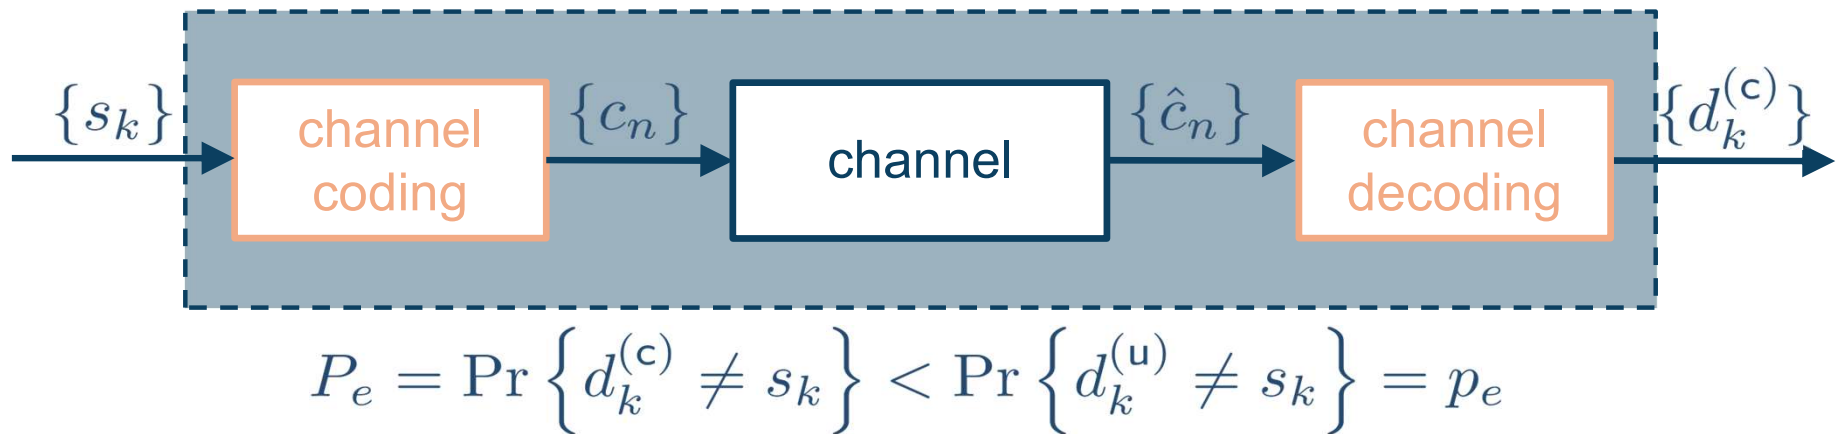 {s_k} channel coding {c_n} channel {ĉ_n} channel decoding {d_k^(c)}
P_e = Pr { d_k^(c) ≠ s_k } < Pr { d_k^(u) ≠ s_k } = p_e